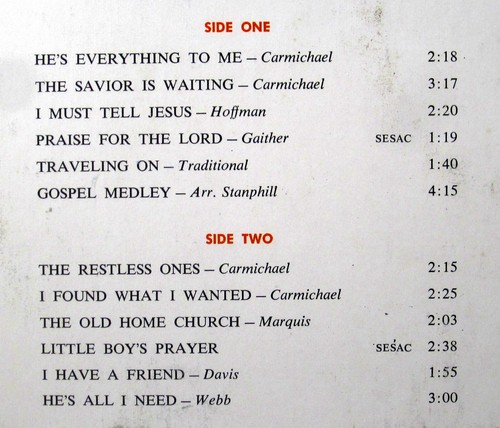 SIDE ONE
HE'S EVERYTHING TO ME – Carmichael 2:18
THE SAVIOR IS WAITING – Carmichael 3:17
I MUST TELL JESUS – Hoffman 2:20
PRAISE FOR THE LORD – Gaither SESAC 1:19
TRAVELING ON – Traditional 1:40
GOSPEL MEDLEY – Arr. Stanphill 4:15
SIDE TWO
THE RESTLESS ONES – Carmichael 2:15
I FOUND WHAT I WANTED – Carmichael 2:25
THE OLD HOME CHURCH – Marquis 2:03
LITTLE BOY'S PRAYER SESAC 2:38
I HAVE A FRIEND – Davis 1:55
HE'S ALL I NEED – Webb 3:00